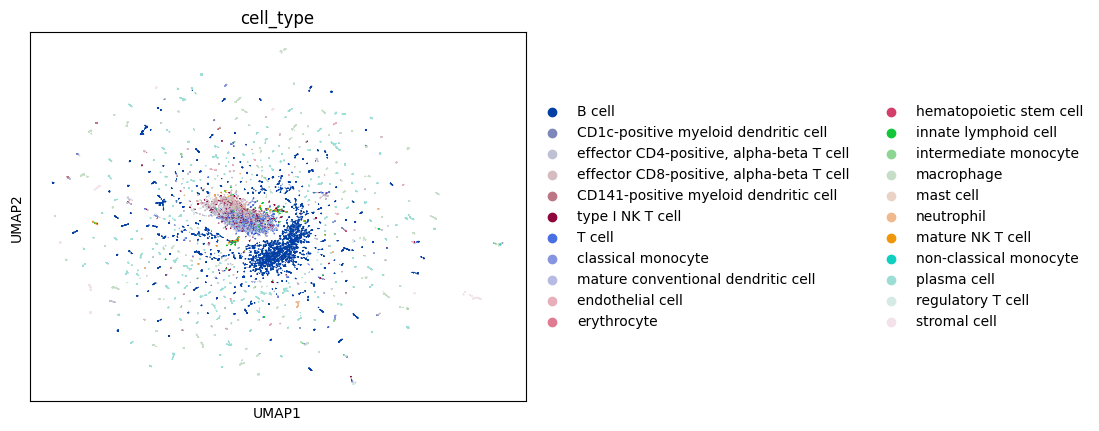 cell_type
UMAP2
UMAP1
B cell
CD1c-positive myeloid dendritic cell
effector CD4-positive, alpha-beta T cell
effector CD8-positive, alpha-beta T cell
CD141-positive myeloid dendritic cell
type I NK T cell
T cell
classical monocyte
mature conventional dendritic cell
endothelial cell
erythrocyte
hematopoietic stem cell
innate lymphoid cell
intermediate monocyte
macrophage
mast cell
neutrophil
mature NK T cell
non-classical monocyte
plasma cell
regulatory T cell
stromal cell